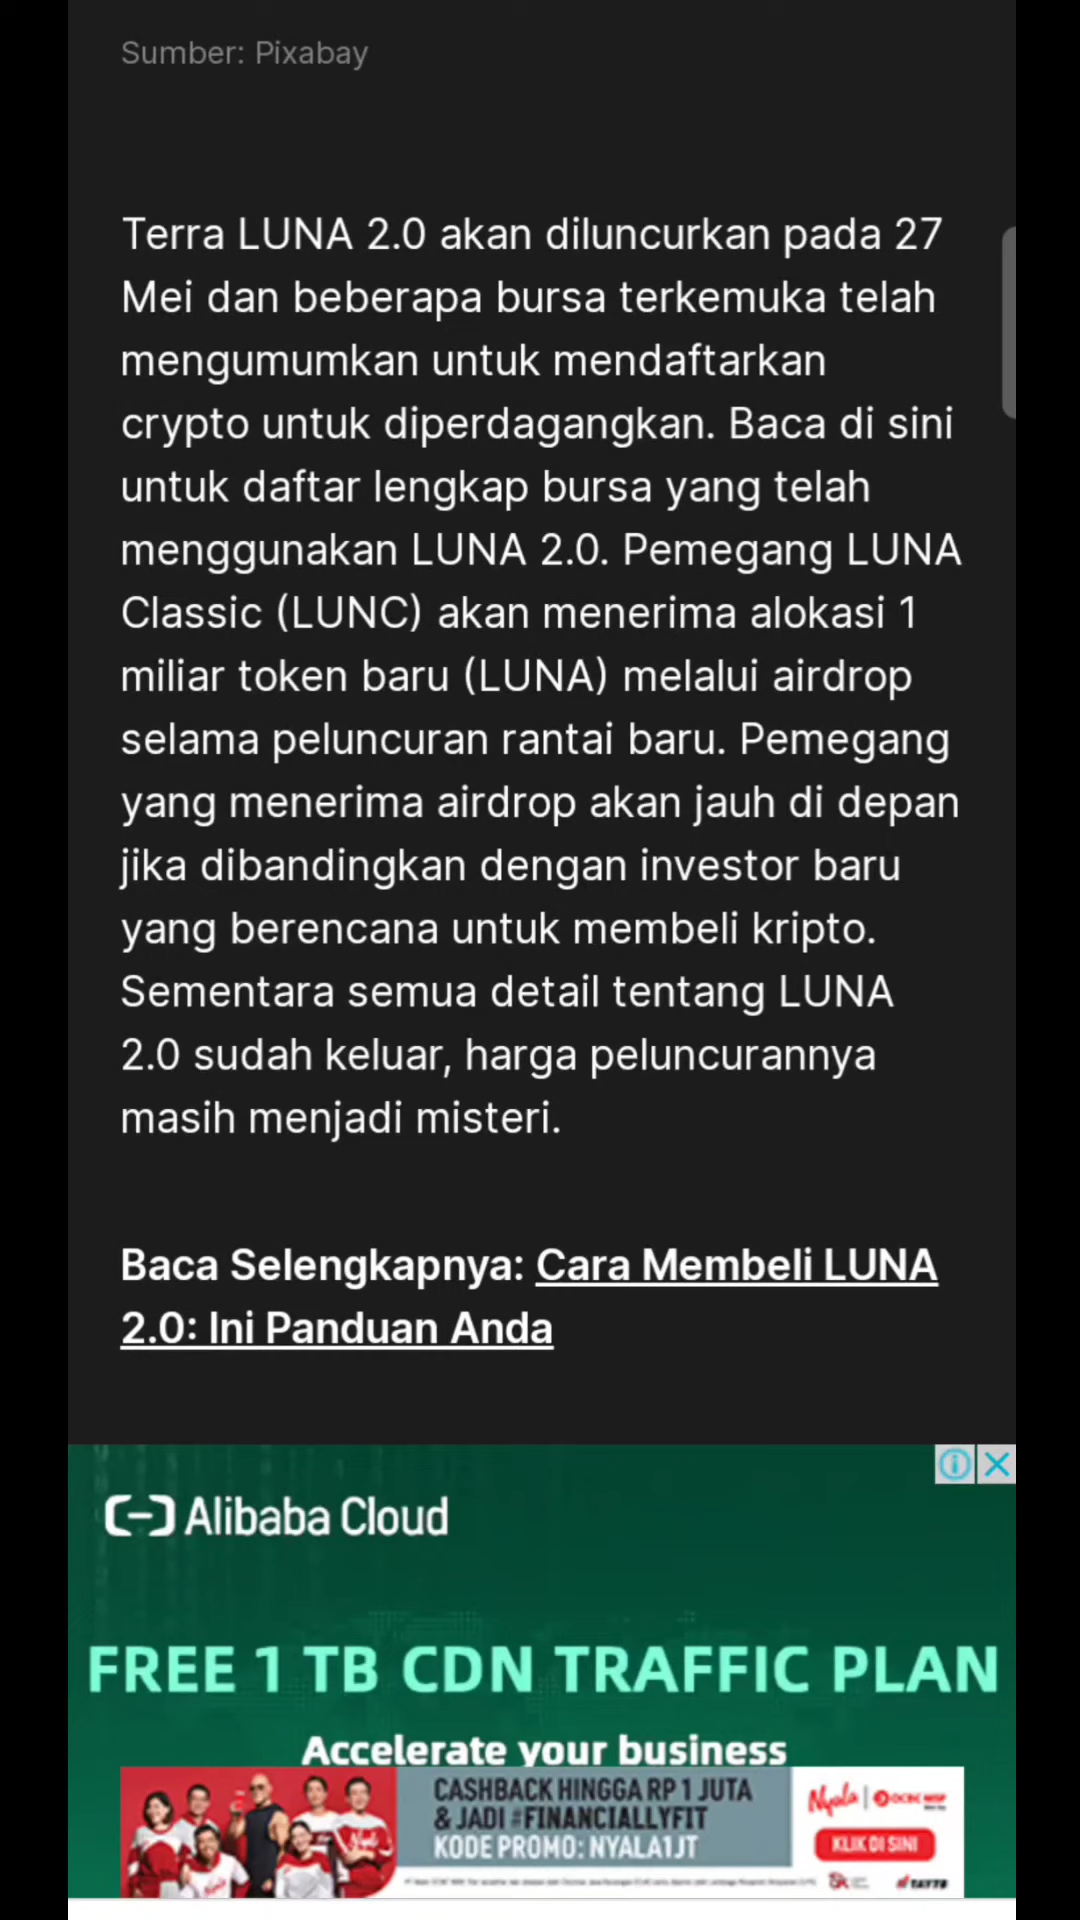 Sumber: Pixabay
Terra LUNA 2.0 akan diluncurkan pada 27
Mei dan beberapa bursa terkemuka telah
mengumumkan untuk mendaftarkan
crypto untuk diperdagangkan. Baca di sini
untuk daftar lengkap bursa yang telah
menggunakan LUNA 2.0. Pemegang LUNA
Classic (LUNC) akan menerima alokasi 1
miliar token baru (LUNA) melalui airdrop
selama peluncuran rantai baru. Pemegang
yang menerima airdrop akan jauh di depan
jika dibandingkan dengan investor baru
yang berencana untuk membeli kripto.
Sementara semua detail tentang LUNA
2.0 sudah keluar, harga peluncurannya
masih menjadi misteri.
Baca Selengkapnya: Cara Membeli LUNA
2.0: Ini Panduan Anda
Alibaba Cloud
FREE 1 TB CDN TRAFFIC PLAN
Accelerate your business
CASHBACK HINGGA RP 1 JUTA
& JADI #FINANCIALLYFIT
KODE PROMO: NYALA1JT
Nyala OCBC NISP
KLIK DI SINI